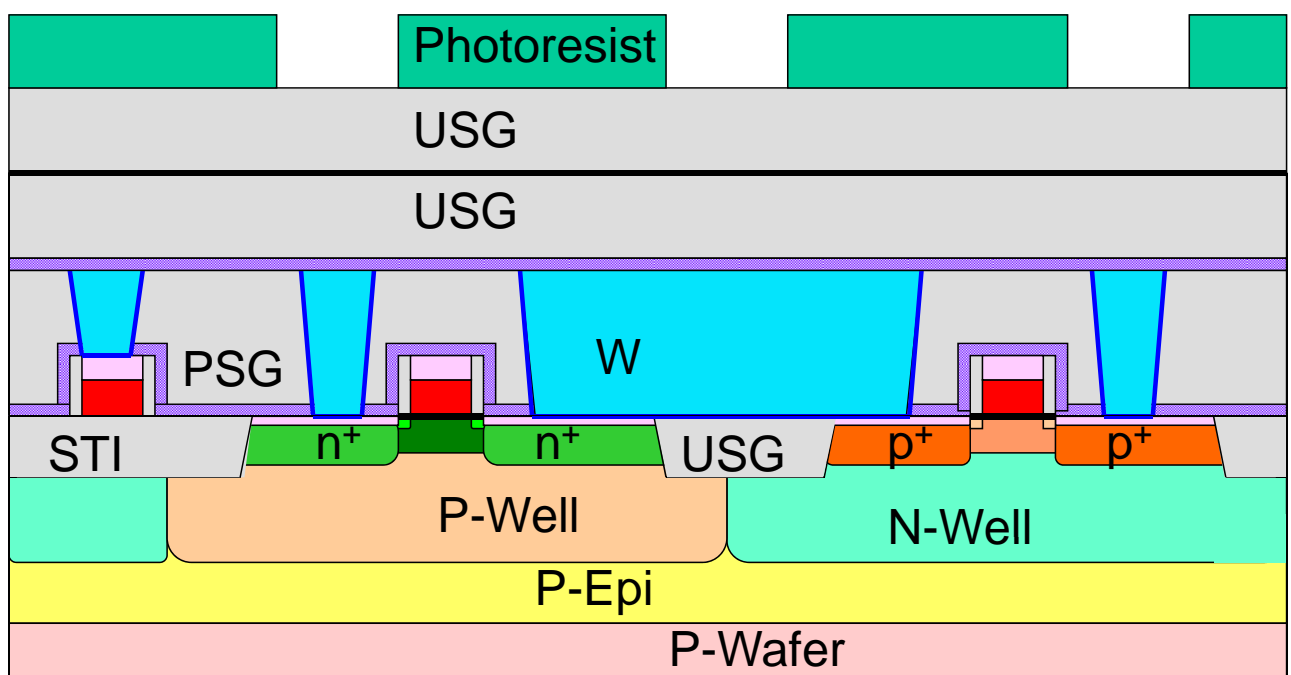 Photoresist
USG
USG
PSG
W
STI
n⁺
n⁺
USG
p⁺
p⁺
P-Well
N-Well
P-Epi
P-Wafer